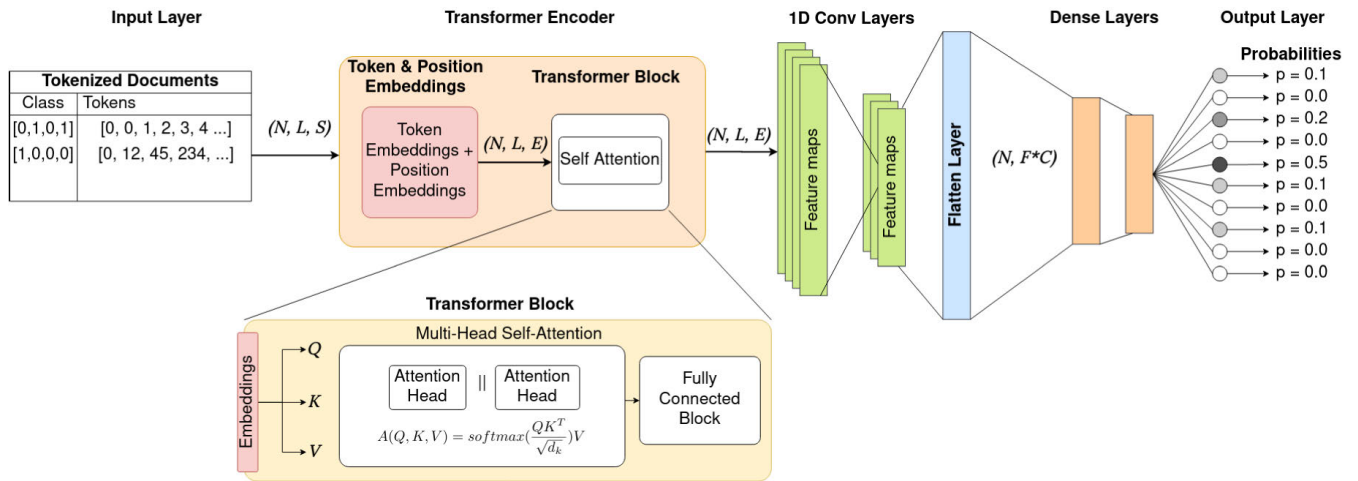 Input Layer
Transformer Encoder
1D Conv Layers
Dense Layers
Output Layer
Tokenized Documents
Class Tokens
[0,1,0,1] [0, 0, 1, 2, 3, 4 ...]
[1,0,0,0] [0, 12, 45, 234, ...]
(N, L, S)
Token & Position
Embeddings
Token
Embeddings +
Position
Embeddings
(N, L, E)
Transformer Block
Self Attention
(N, L, E)
Feature maps
Feature maps
Flatten Layer
(N, F*C)
Probabilities
p = 0.1
p = 0.0
p = 0.2
p = 0.0
p = 0.5
p = 0.1
p = 0.0
p = 0.1
p = 0.0
p = 0.0
Transformer Block
Multi-Head Self-Attention
Embeddings
Q
K
V
Attention
Head
||
Attention
Head
A(Q, K, V) = softmax(\frac{QK^T}{\sqrt{d_k}})V
Fully
Connected
Block